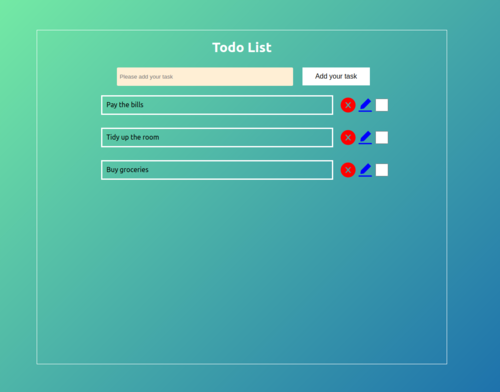 Todo List
Please add your task
Add your task
Pay the bills
X
Tidy up the room
X
Buy groceries
X